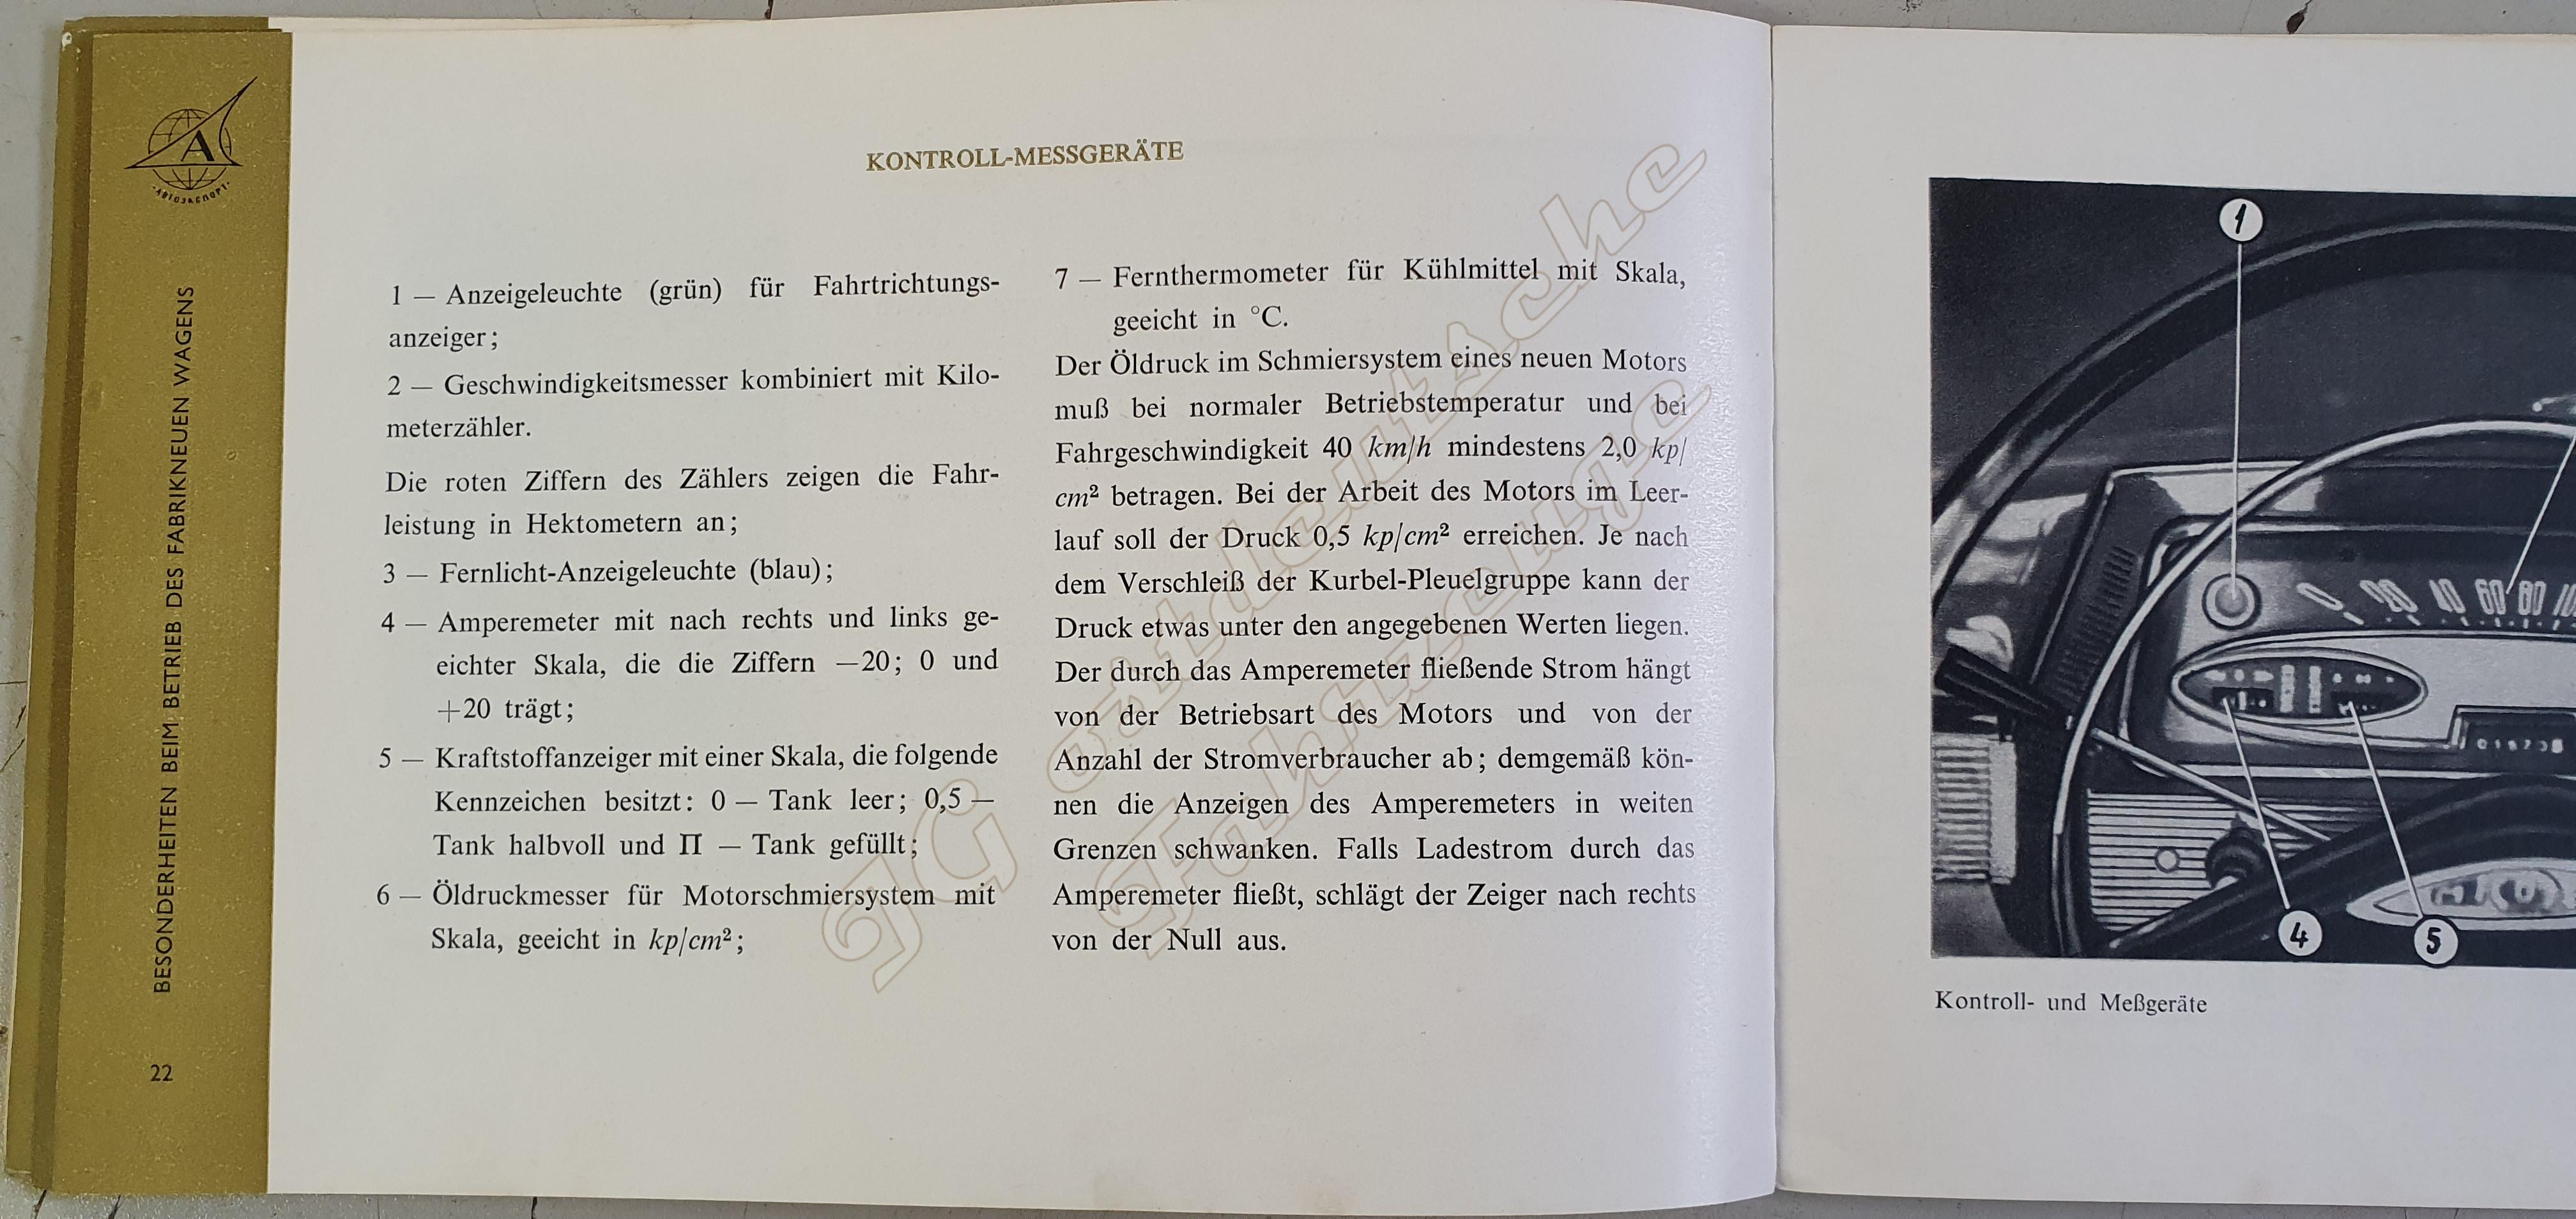 А
АВТОЭКСПОРТ
BESONDERHEITEN BEIM BETRIEB DES FABRIKNEUEN WAGENS
22
KONTROLL-MESSGERÄTE
1 — Anzeigeleuchte (grün) für Fahrtrichtungs-
anzeiger;
2 — Geschwindigkeitsmesser kombiniert mit Kilo-
meterzähler.
Die roten Ziffern des Zählers zeigen die Fahr-
leistung in Hektometern an;
3 — Fernlicht-Anzeigeleuchte (blau);
4 — Amperemeter mit nach rechts und links ge-
eichter Skala, die die Ziffern —20; 0 und
+20 trägt;
5 — Kraftstoffanzeiger mit einer Skala, die folgende
Kennzeichen besitzt: 0 — Tank leer; 0,5 —
Tank halbvoll und П — Tank gefüllt;
6 — Öldruckmesser für Motorschmiersystem mit
Skala, geeicht in kp/cm²;
7 — Fernthermometer für Kühlmittel mit Skala,
geeicht in °C.
Der Öldruck im Schmiersystem eines neuen Motors
muß bei normaler Betriebstemperatur und bei
Fahrgeschwindigkeit 40 km/h mindestens 2,0 kp/
cm² betragen. Bei der Arbeit des Motors im Leer-
lauf soll der Druck 0,5 kp/cm² erreichen. Je nach
dem Verschleiß der Kurbel-Pleuelgruppe kann der
Druck etwas unter den angegebenen Werten liegen.
Der durch das Amperemeter fließende Strom hängt
von der Betriebsart des Motors und von der
Anzahl der Stromverbraucher ab; demgemäß kön-
nen die Anzeigen des Amperemeters in weiten
Grenzen schwanken. Falls Ladestrom durch das
Amperemeter fließt, schlägt der Zeiger nach rechts
von der Null aus.
IG ostdeutsche
Fahrzeuge
1
0 20 40 60 80
4
5
Kontroll- und Meßgeräte